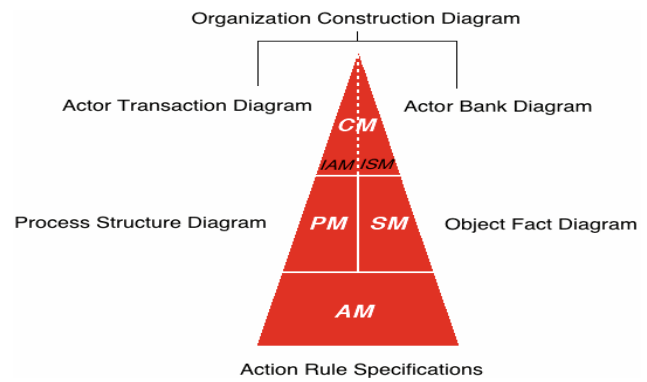 Organization Construction Diagram
Actor Transaction Diagram
Actor Bank Diagram
CM
IAM ISM
Process Structure Diagram
PM
SM
Object Fact Diagram
AM
Action Rule Specifications